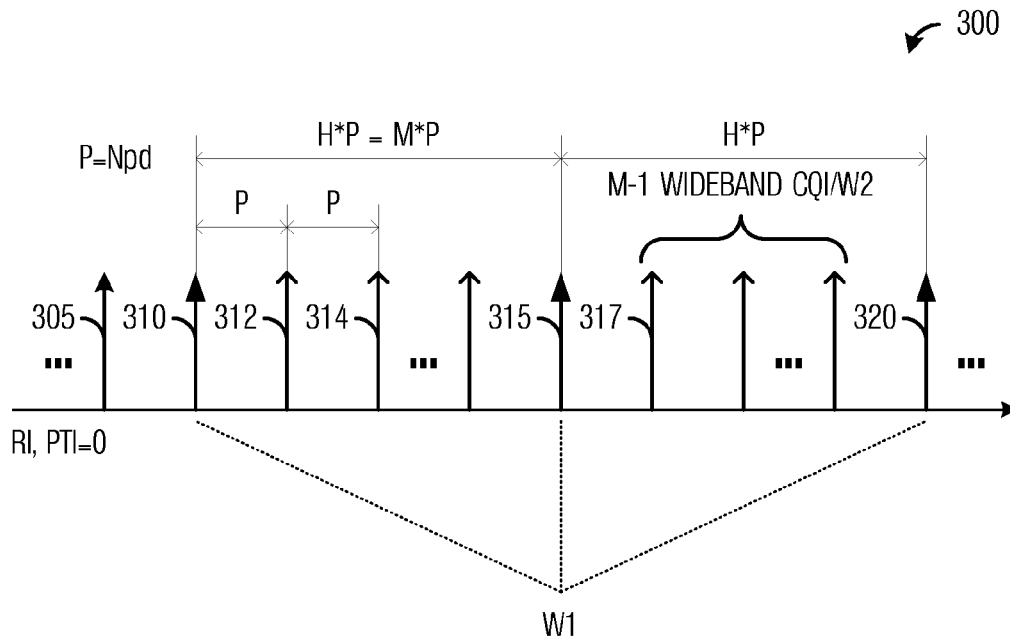 300
H*P = M*P
H*P
P=Npd
M-1 WIDEBAND CQI/W2
P
P
305
310
312
314
315
317
320
...
...
...
...
RI, PTI=0
W1